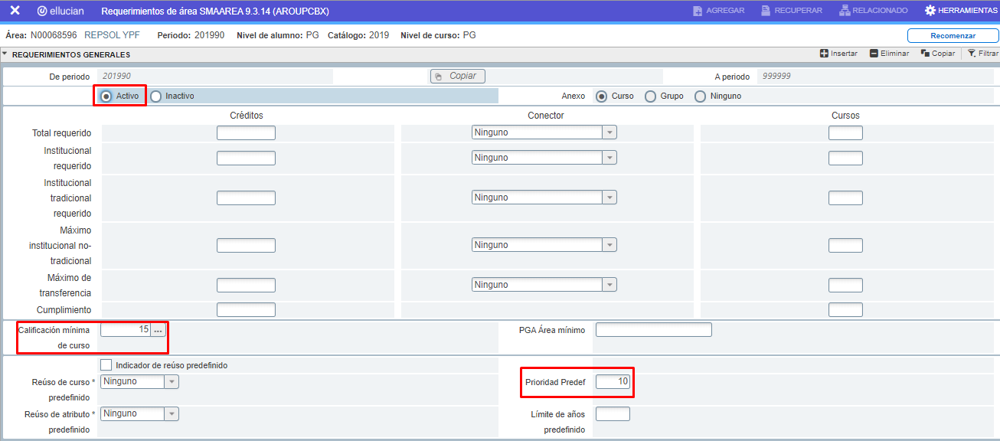 ✕ ellucian Requerimientos de área SMAAREA 9.3.14 (AROUPCBX) AGREGAR RECUPERAR RELACIONADO HERRAMIENTAS
Área: N00068596 REPSOL YPF Periodo: 201990 Nivel de alumno: PG Catálogo: 2019 Nivel de curso: PG Recomenzar
REQUERIMIENTOS GENERALES Insertar Eliminar Copiar Filtrar
De periodo 201990 Copiar A periodo 999999
Activo Inactivo Anexo Curso Grupo Ninguno
Créditos Conector Cursos
Total requerido Ninguno
Institucional
requerido
Ninguno
Institucional
tradicional
requerido
Ninguno
Máximo
institucional no-
tradicional
Ninguno
Máximo de
transferencia
Ninguno
Cumplimiento
Calificación mínima
de curso
15 ...
PGA Área mínimo
Indicador de reúso predefinido
Reúso de curso *
predefinido
Ninguno
Prioridad Predef 10
Reúso de atributo *
predefinido
Ninguno
Límite de años
predefinido